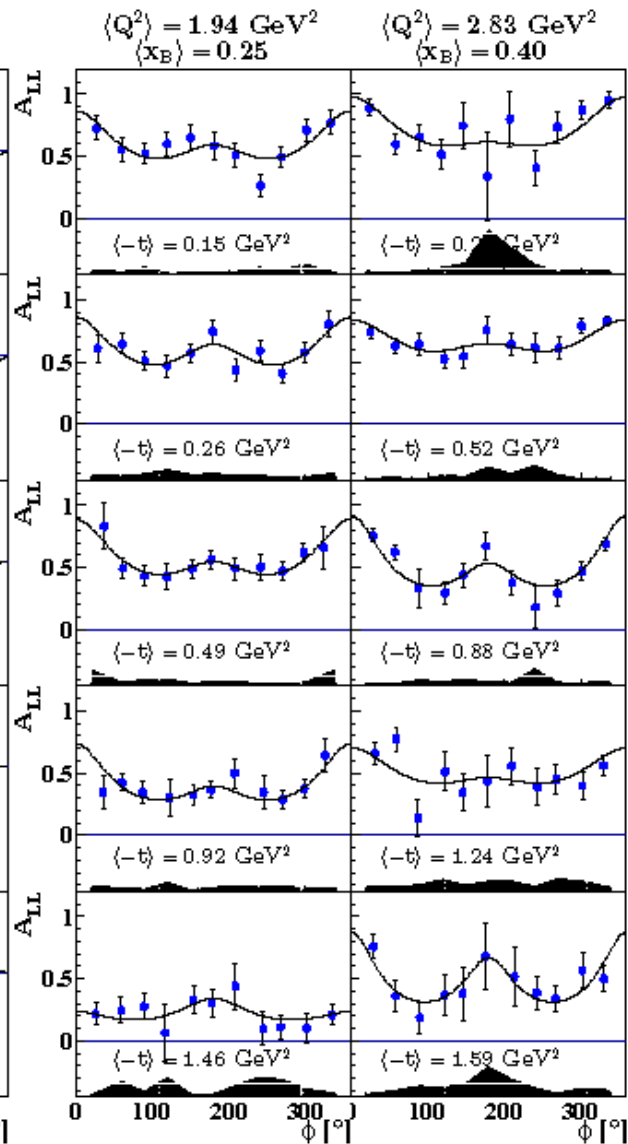 ⟨Q²⟩ = 1.94 GeV² ⟨Q²⟩ = 2.83 GeV²
⟨x_B⟩ = 0.25 ⟨x_B⟩ = 0.40
A_LL
1
0.5
0
⟨−t⟩ = 0.15 GeV² ⟨−t⟩ GeV²
A_LL
1
0.5
0
⟨−t⟩ = 0.26 GeV² ⟨−t⟩ = 0.52 GeV²
A_LL
1
0.5
0
⟨−t⟩ = 0.49 GeV² ⟨−t⟩ = 0.88 GeV²
A_LL
1
0.5
0
⟨−t⟩ = 0.92 GeV² ⟨−t⟩ = 1.24 GeV²
A_LL
1
0.5
0
⟨−t⟩ = 1.46 GeV² ⟨−t⟩ = 1.59 GeV²
0 100 200 300 100 200 300
ϕ [°] ϕ [°]